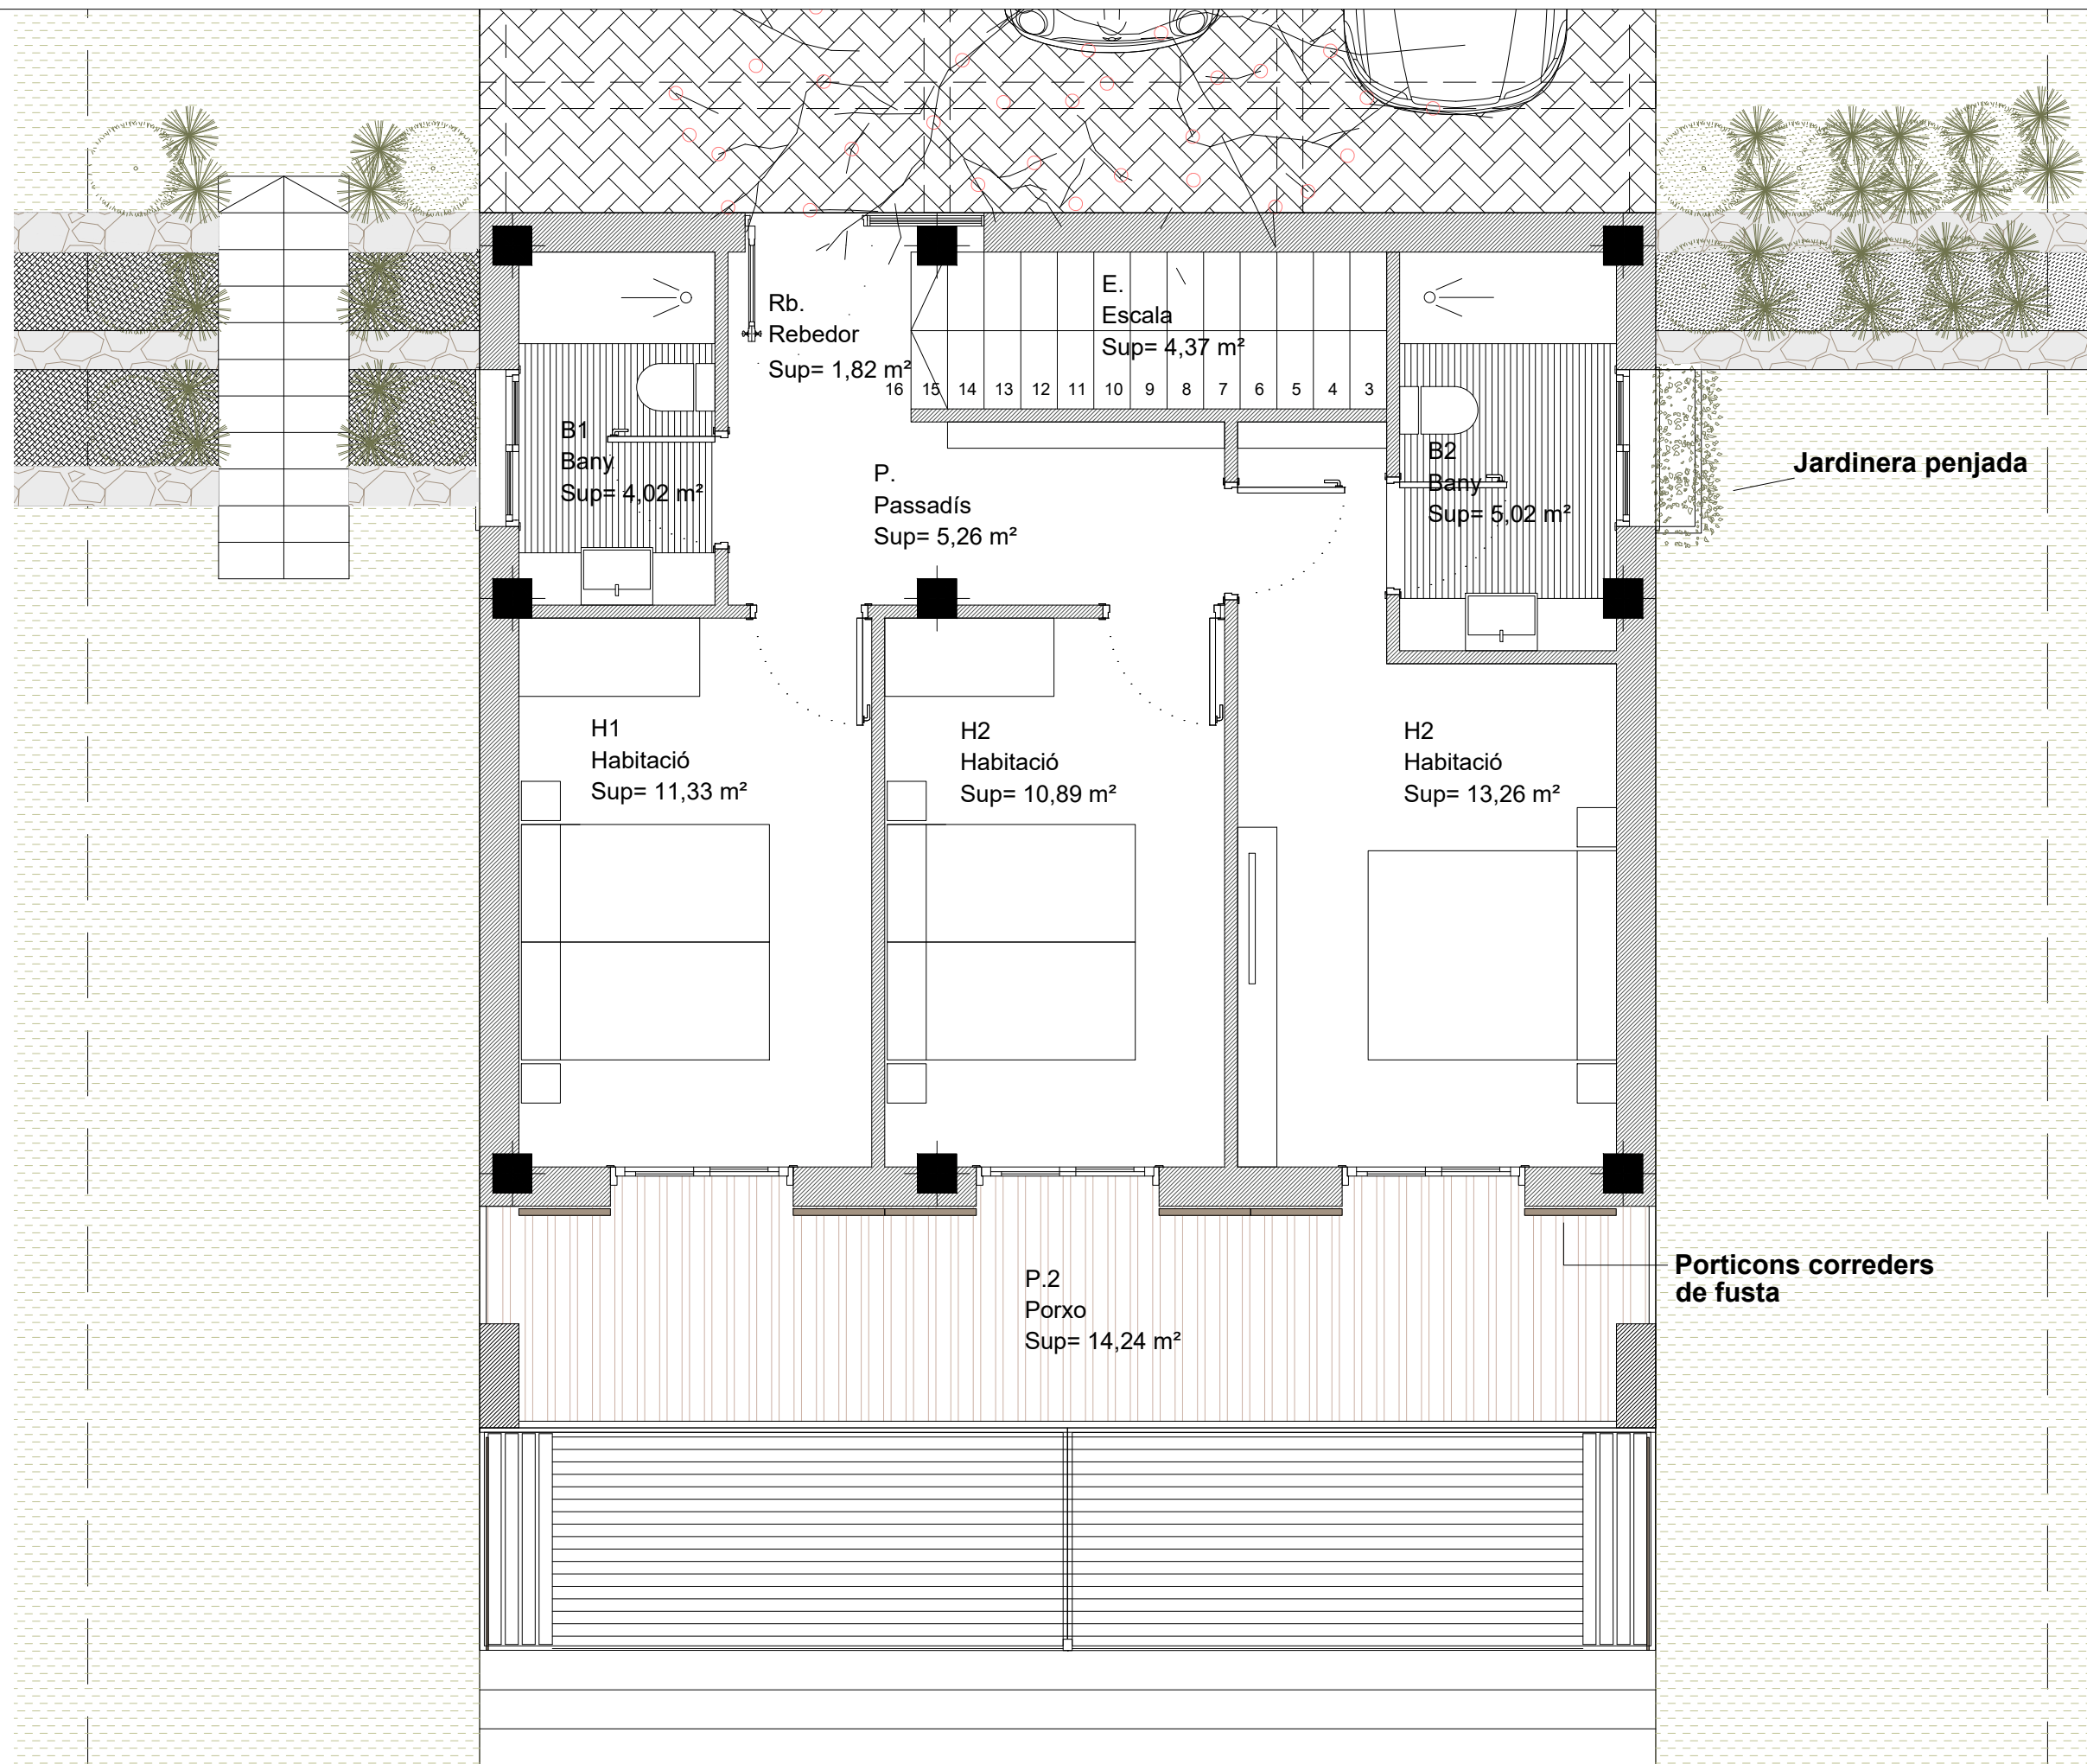 Rb.
Rebedor
Sup= 1,82 m²
E.
Escala
Sup= 4,37 m²
16 15 14 13 12 11 10 9 8 7 6 5 4 3
B1
Bany
Sup= 4,02 m²
P.
Passadís
Sup= 5,26 m²
B2
Bany
Sup= 5,02 m²
Jardinera penjada
H1
Habitació
Sup= 11,33 m²
H2
Habitació
Sup= 10,89 m²
H2
Habitació
Sup= 13,26 m²
P.2
Porxo
Sup= 14,24 m²
Porticons correders
de fusta